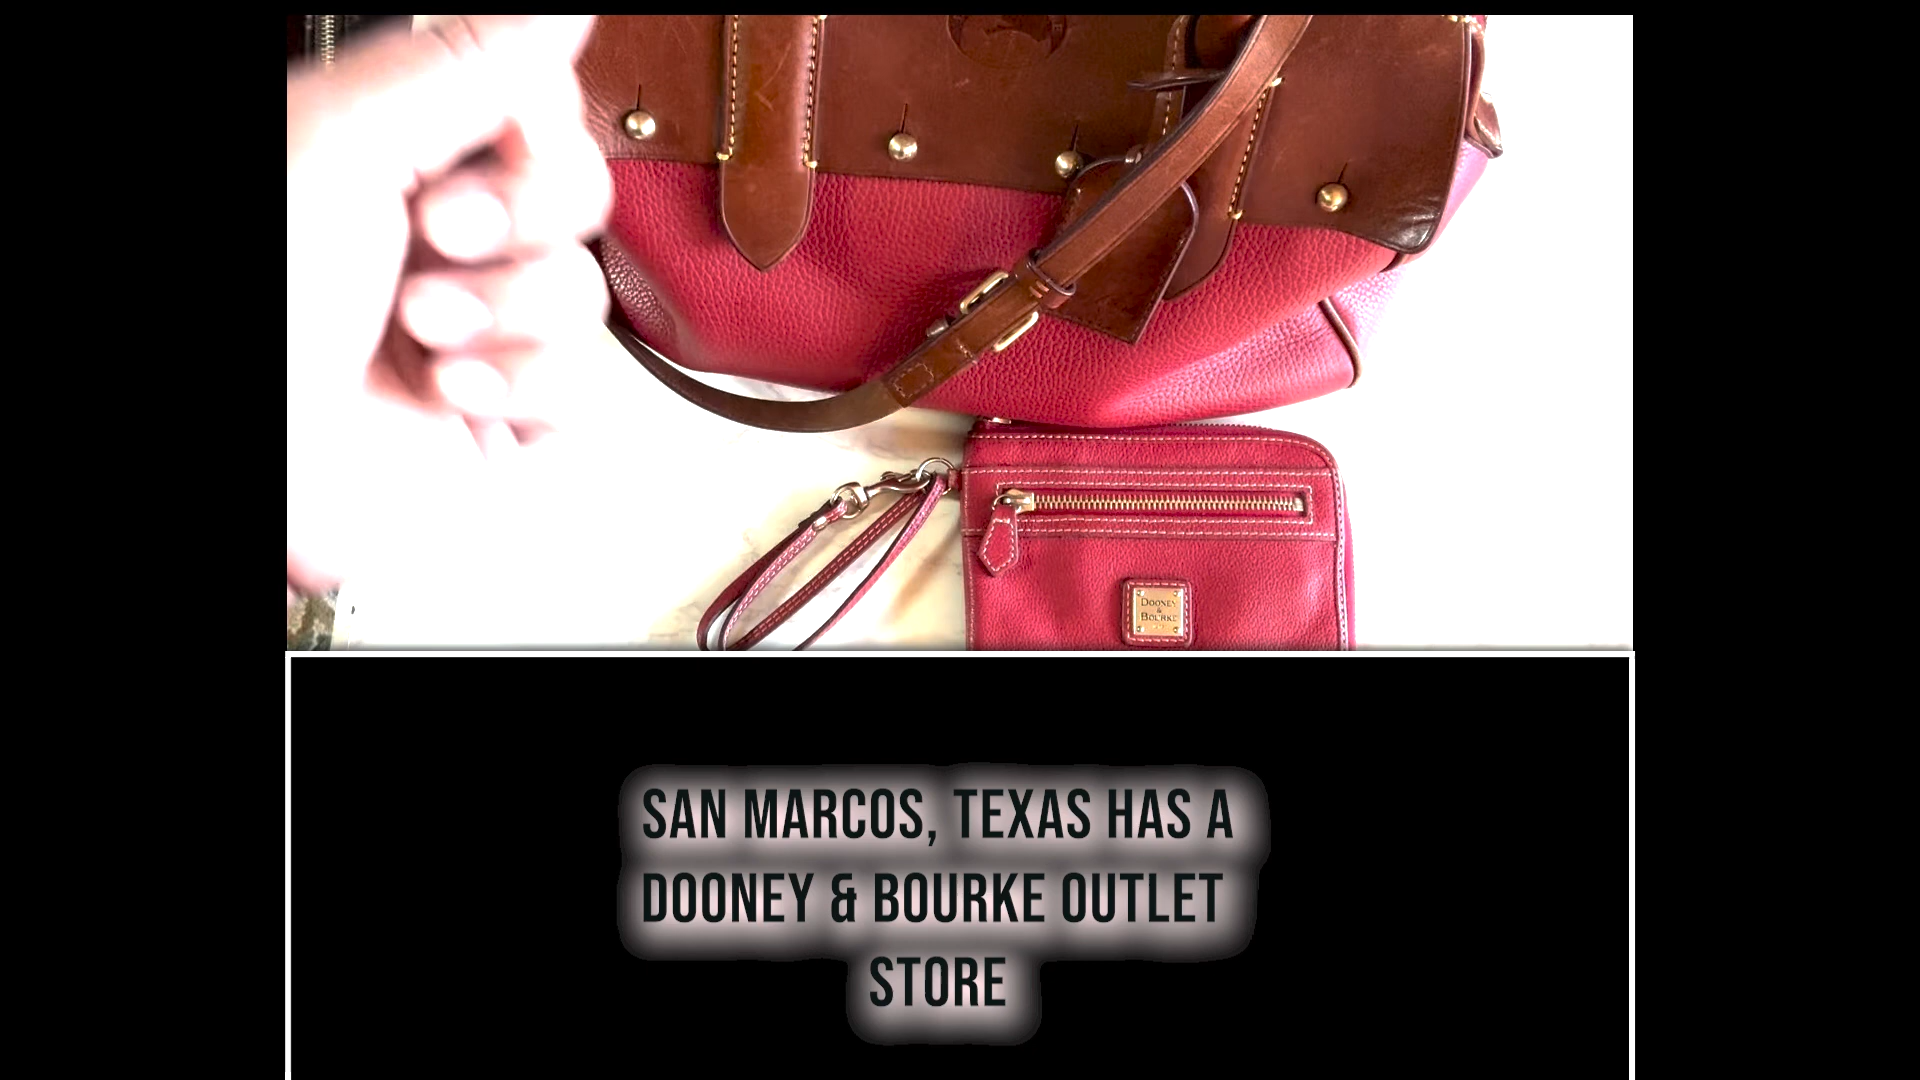 DOONEY
&
BOURKE
SAN MARCOS, TEXAS HAS A
DOONEY & BOURKE OUTLET
STORE